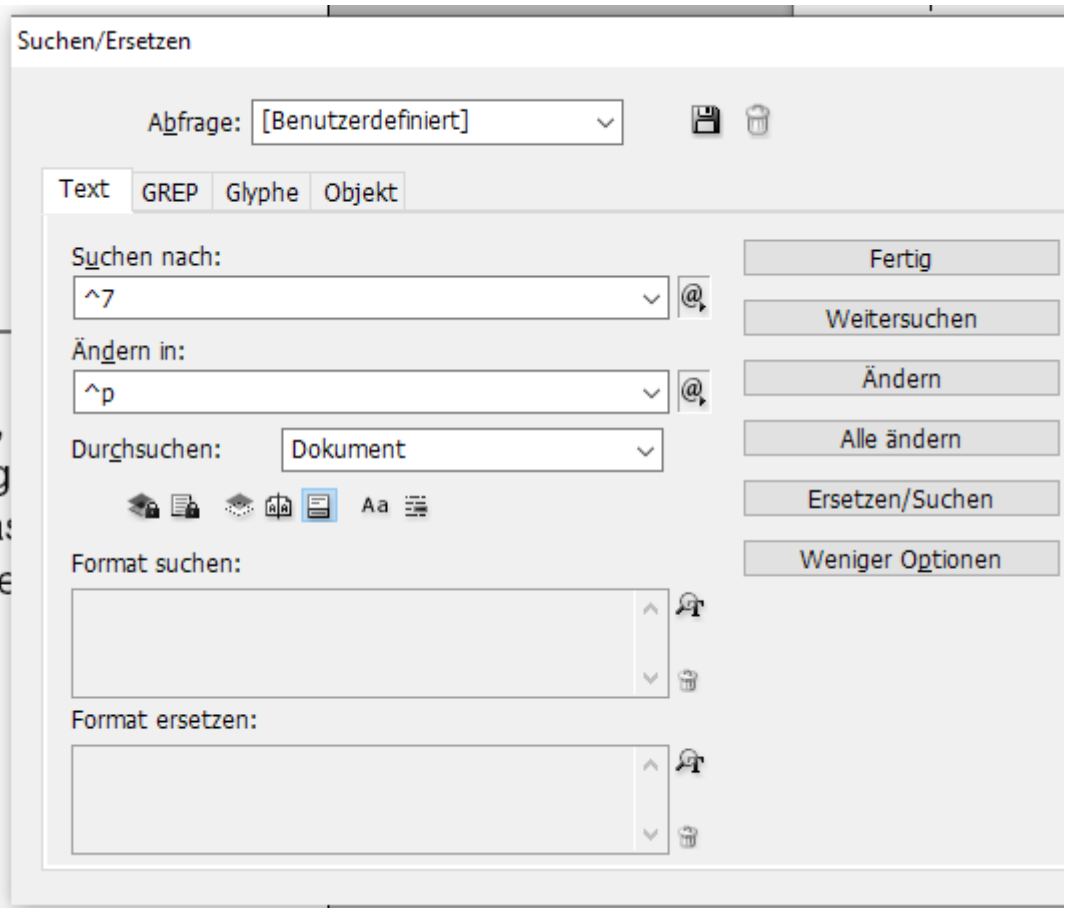 Suchen/Ersetzen
Abfrage: [Benutzerdefiniert]
Text GREP Glyphe Objekt
Suchen nach:
^7
Ändern in:
^p
Durchsuchen: Dokument
Aa
Format suchen:
Format ersetzen:
Fertig
Weitersuchen
Ändern
Alle ändern
Ersetzen/Suchen
Weniger Optionen